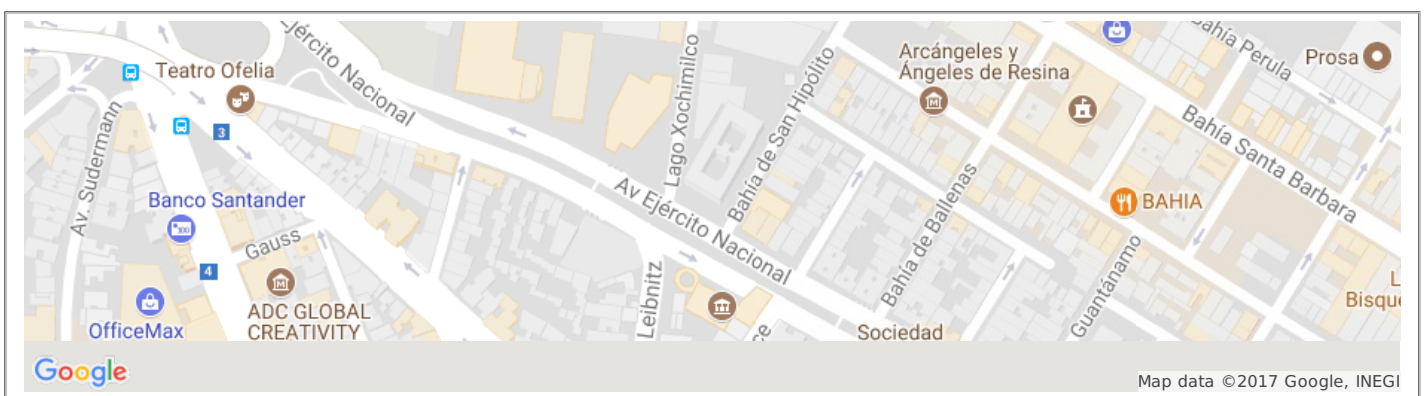 Ejército Nacional
Teatro Ofelia
3
Av. Sudermann
Banco Santander
Gauss
4
OfficeMax
ADC GLOBAL
CREATIVITY
Lago Xochimilco
Av Ejército Nacional
Leibnitz
Bahía de San Hipólito
Arcángeles y
Ángeles de Resina
Bahía de Ballenas
Sociedad
Guantánamo
BAHIA
Bahía Santa Barbara
Bahía Perula
Prosa
Google
Map data ©2017 Google, INEGI